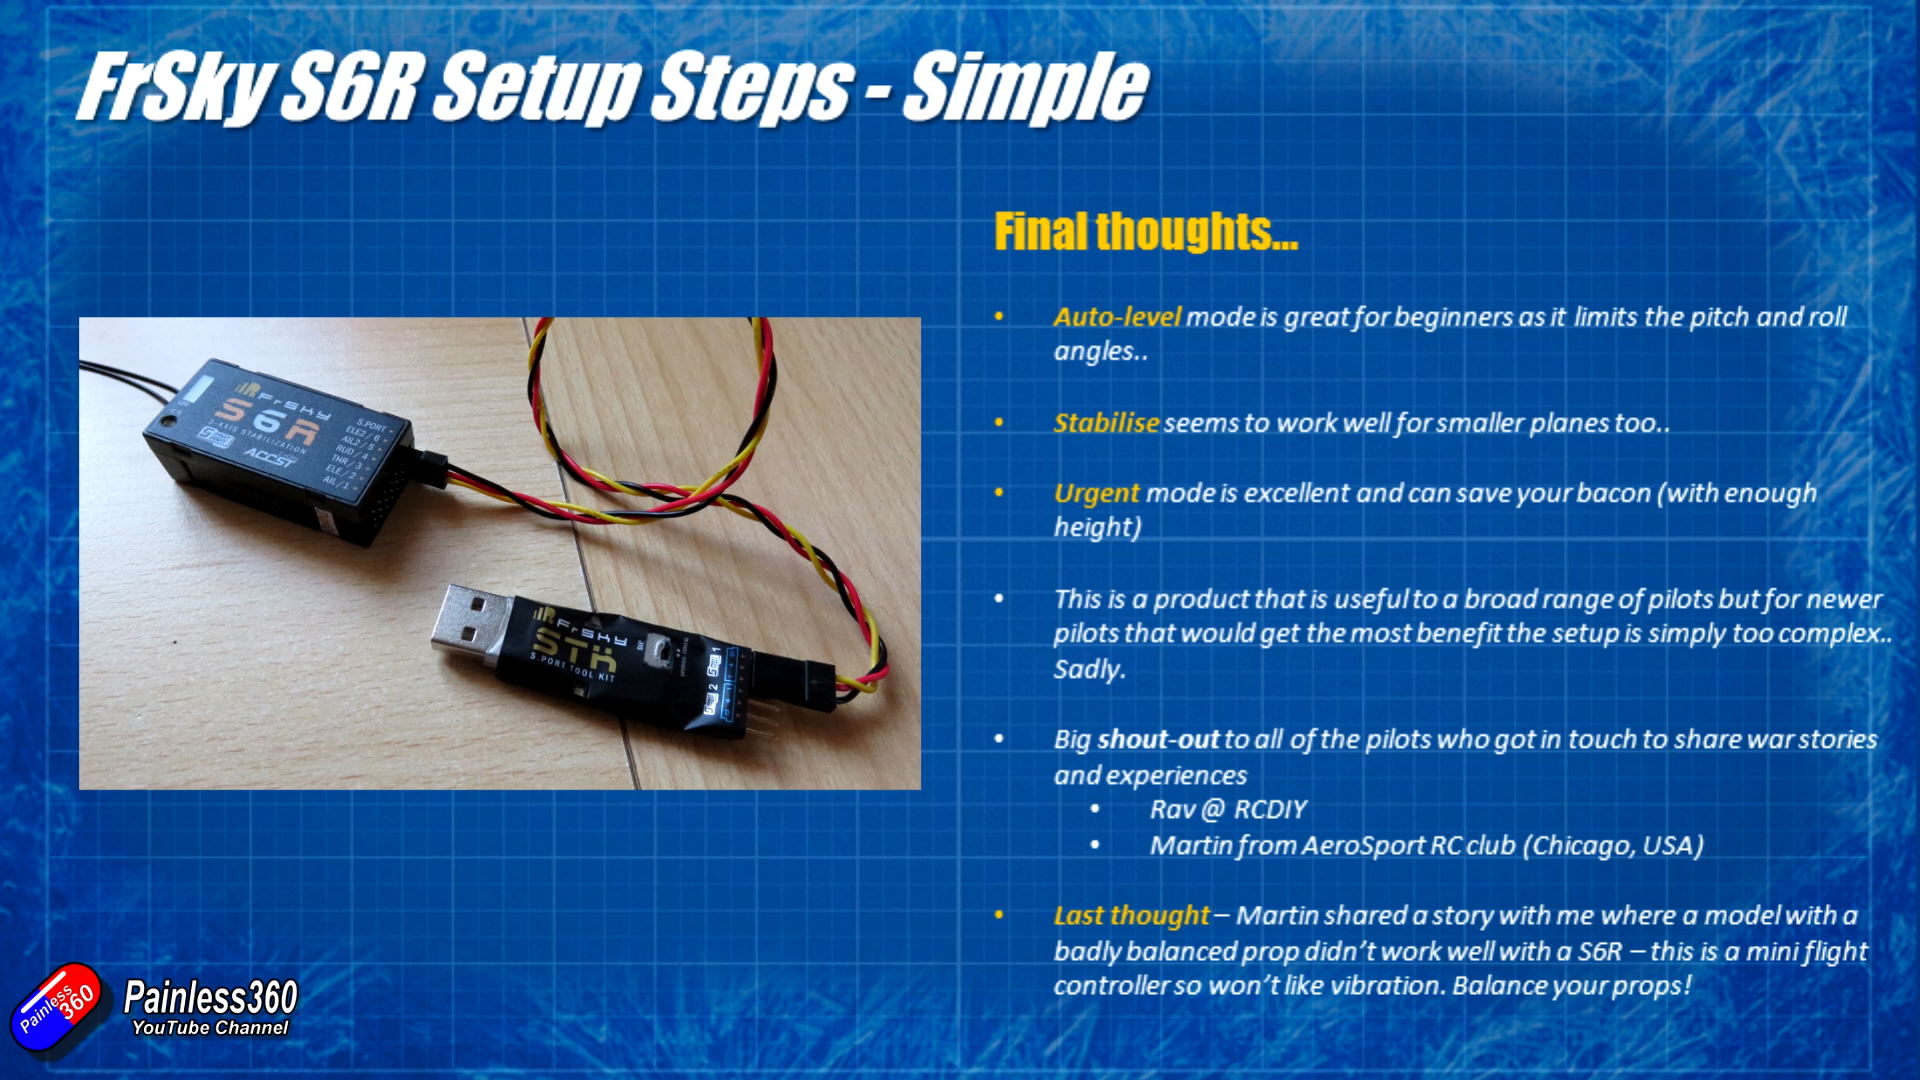 FrSky S6R Setup Steps - Simple
Final thoughts...
• Auto-level mode is great for beginners as it limits the pitch and roll
angles..
• Stabilise seems to work well for smaller planes too..
• Urgent mode is excellent and can save your bacon (with enough
height)
• This is a product that is useful to a broad range of pilots but for newer
pilots that would get the most benefit the setup is simply too complex..
Sadly.
• Big shout-out to all of the pilots who got in touch to share war stories
and experiences
• Rav @ RCDIY
• Martin from AeroSport RC club (Chicago, USA)
• Last thought – Martin shared a story with me where a model with a
badly balanced prop didn't work well with a S6R – this is a mini flight
controller so won't like vibration. Balance your props!
FrSky
S6R
3-AXIS STABILIZATION
ACCST
S.PORT
ELE2/6
AIL2/5
RUD/4
THR/3
ELE/2
AIL/1
FrSky
STK
S.PORT TOOL KIT
1
2
Painless
360
Painless360
YouTube Channel